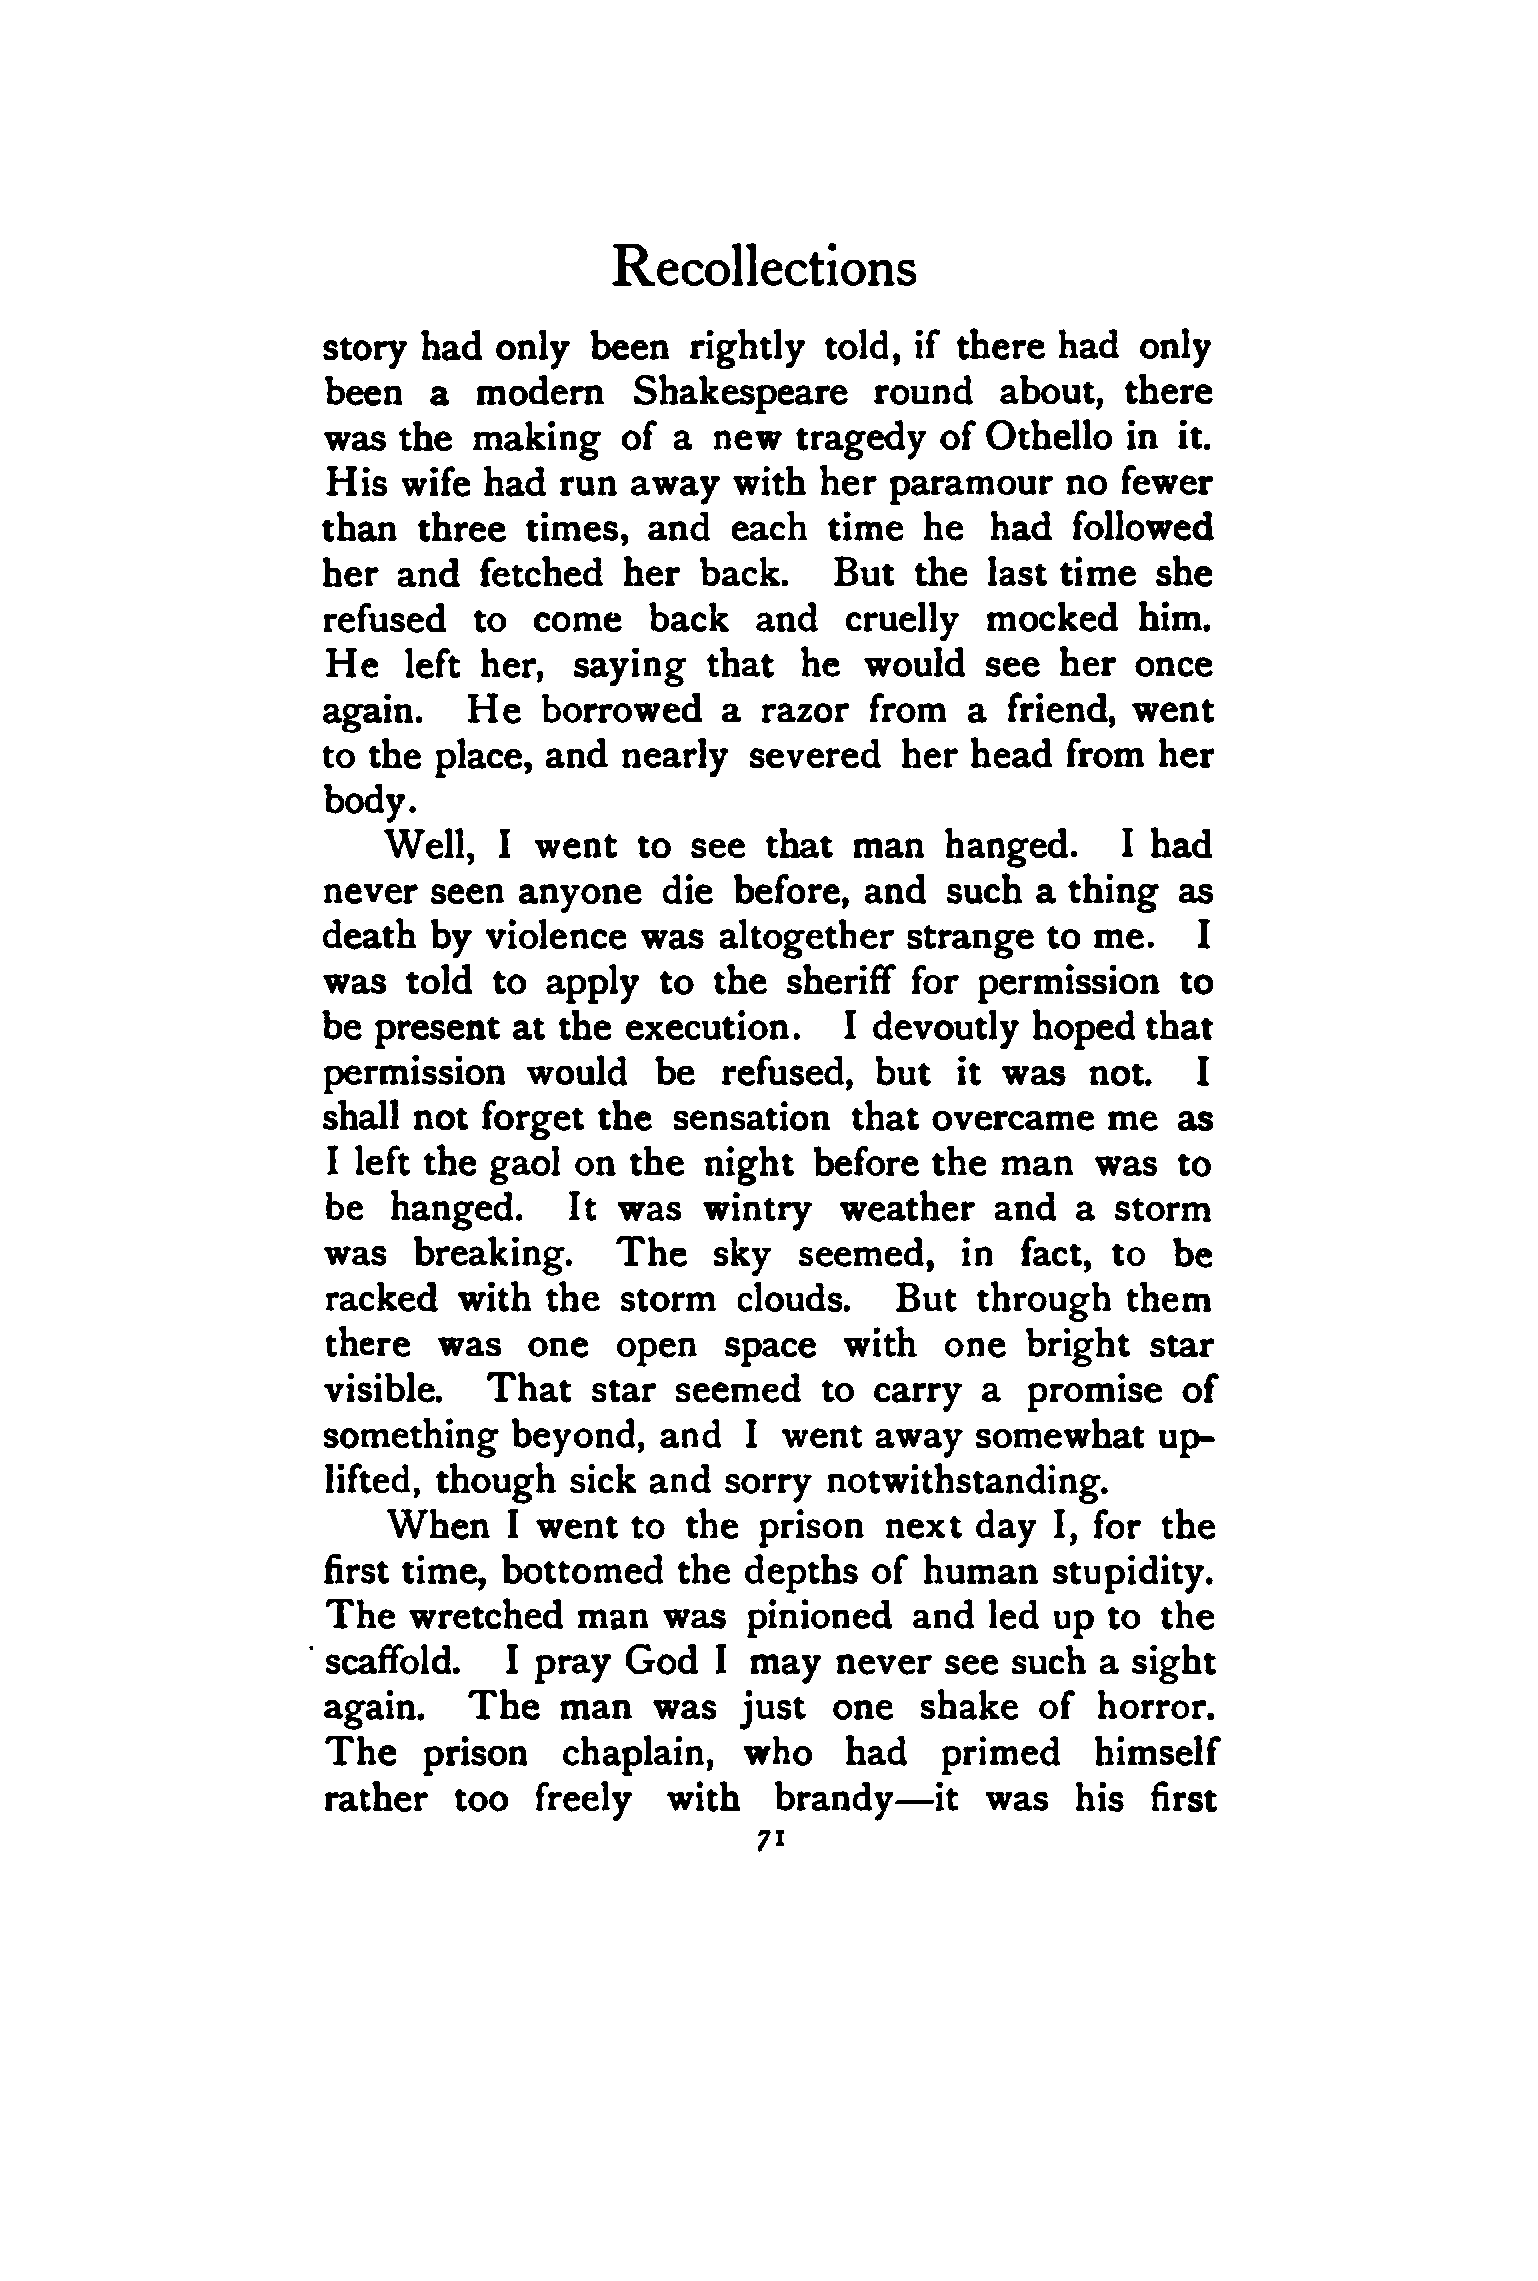 Recollections
story had only been rightly told, if there had only
been a modern Shakespeare round about, there
was the making of a new tragedy of Othello in it.
His wife had run away with her paramour no fewer
than three times, and each time he had followed
her and fetched her back. But the last time she
refused to come back and cruelly mocked him.
He left her, saying that he would see her once
again. He borrowed a razor from a friend, went
to the place, and nearly severed her head from her
body.
Well, I went to see that man hanged. I had
never seen anyone die before, and such a thing as
death by violence was altogether strange to me. I
was told to apply to the sheriff for permission to
be present at the execution. I devoutly hoped that
permission would be refused, but it was not. I
shall not forget the sensation that overcame me as
I left the gaol on the night before the man was to
be hanged. It was wintry weather and a storm
was breaking. The sky seemed, in fact, to be
racked with the storm clouds. But through them
there was one open space with one bright star
visible. That star seemed to carry a promise of
something beyond, and I went away somewhat up-
lifted, though sick and sorry notwithstanding.
When I went to the prison next day I, for the
first time, bottomed the depths of human stupidity.
The wretched man was pinioned and led up to the
scaffold. I pray God I may never see such a sight
again. The man was just one shake of horror.
The prison chaplain, who had primed himself
rather too freely with brandy—it was his first
71